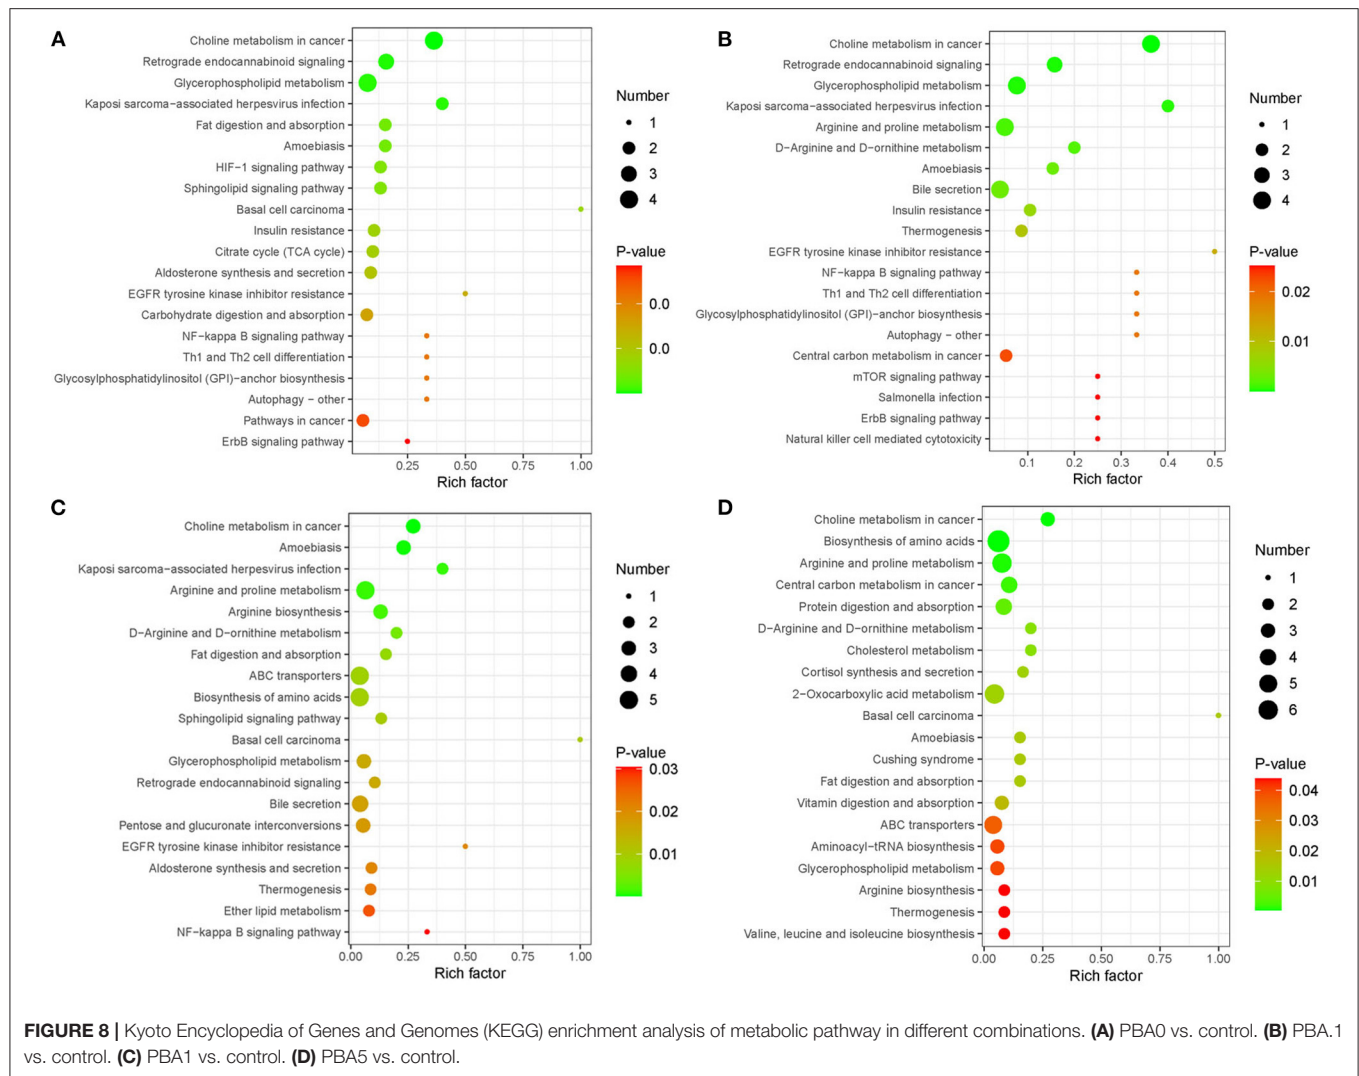 A
Choline metabolism in cancer
Retrograde endocannabinoid signaling
Glycerophospholipid metabolism
Kaposi sarcoma−associated herpesvirus infection
Fat digestion and absorption
Amoebiasis
HIF−1 signaling pathway
Sphingolipid signaling pathway
Basal cell carcinoma
Insulin resistance
Citrate cycle (TCA cycle)
Aldosterone synthesis and secretion
EGFR tyrosine kinase inhibitor resistance
Carbohydrate digestion and absorption
NF−kappa B signaling pathway
Th1 and Th2 cell differentiation
Glycosylphosphatidylinositol (GPI)−anchor biosynthesis
Autophagy − other
Pathways in cancer
ErbB signaling pathway
0.25 0.50 0.75 1.00
Rich factor
Number
1
2
3
4
P-value
0.0
0.0
B
Choline metabolism in cancer
Retrograde endocannabinoid signaling
Glycerophospholipid metabolism
Kaposi sarcoma−associated herpesvirus infection
Arginine and proline metabolism
D−Arginine and D−ornithine metabolism
Amoebiasis
Bile secretion
Insulin resistance
Thermogenesis
EGFR tyrosine kinase inhibitor resistance
NF−kappa B signaling pathway
Th1 and Th2 cell differentiation
Glycosylphosphatidylinositol (GPI)−anchor biosynthesis
Autophagy − other
Central carbon metabolism in cancer
mTOR signaling pathway
Salmonella infection
ErbB signaling pathway
Natural killer cell mediated cytotoxicity
0.1 0.2 0.3 0.4 0.5
Rich factor
Number
1
2
3
4
P-value
0.02
0.01
C
Choline metabolism in cancer
Amoebiasis
Kaposi sarcoma−associated herpesvirus infection
Arginine and proline metabolism
Arginine biosynthesis
D−Arginine and D−ornithine metabolism
Fat digestion and absorption
ABC transporters
Biosynthesis of amino acids
Sphingolipid signaling pathway
Basal cell carcinoma
Glycerophospholipid metabolism
Retrograde endocannabinoid signaling
Bile secretion
Pentose and glucuronate interconversions
EGFR tyrosine kinase inhibitor resistance
Aldosterone synthesis and secretion
Thermogenesis
Ether lipid metabolism
NF−kappa B signaling pathway
0.00 0.25 0.50 0.75 1.00
Rich factor
Number
1
2
3
4
5
P-value
0.03
0.02
0.01
D
Choline metabolism in cancer
Biosynthesis of amino acids
Arginine and proline metabolism
Central carbon metabolism in cancer
Protein digestion and absorption
D−Arginine and D−ornithine metabolism
Cholesterol metabolism
Cortisol synthesis and secretion
2−Oxocarboxylic acid metabolism
Basal cell carcinoma
Amoebiasis
Cushing syndrome
Fat digestion and absorption
Vitamin digestion and absorption
ABC transporters
Aminoacyl−tRNA biosynthesis
Glycerophospholipid metabolism
Arginine biosynthesis
Thermogenesis
Valine, leucine and isoleucine biosynthesis
0.00 0.25 0.50 0.75 1.00
Rich factor
Number
1
2
3
4
5
6
P-value
0.04
0.03
0.02
0.01
FIGURE 8 | Kyoto Encyclopedia of Genes and Genomes (KEGG) enrichment analysis of metabolic pathway in different combinations. (A) PBA0 vs. control. (B) PBA.1
vs. control. (C) PBA1 vs. control. (D) PBA5 vs. control.